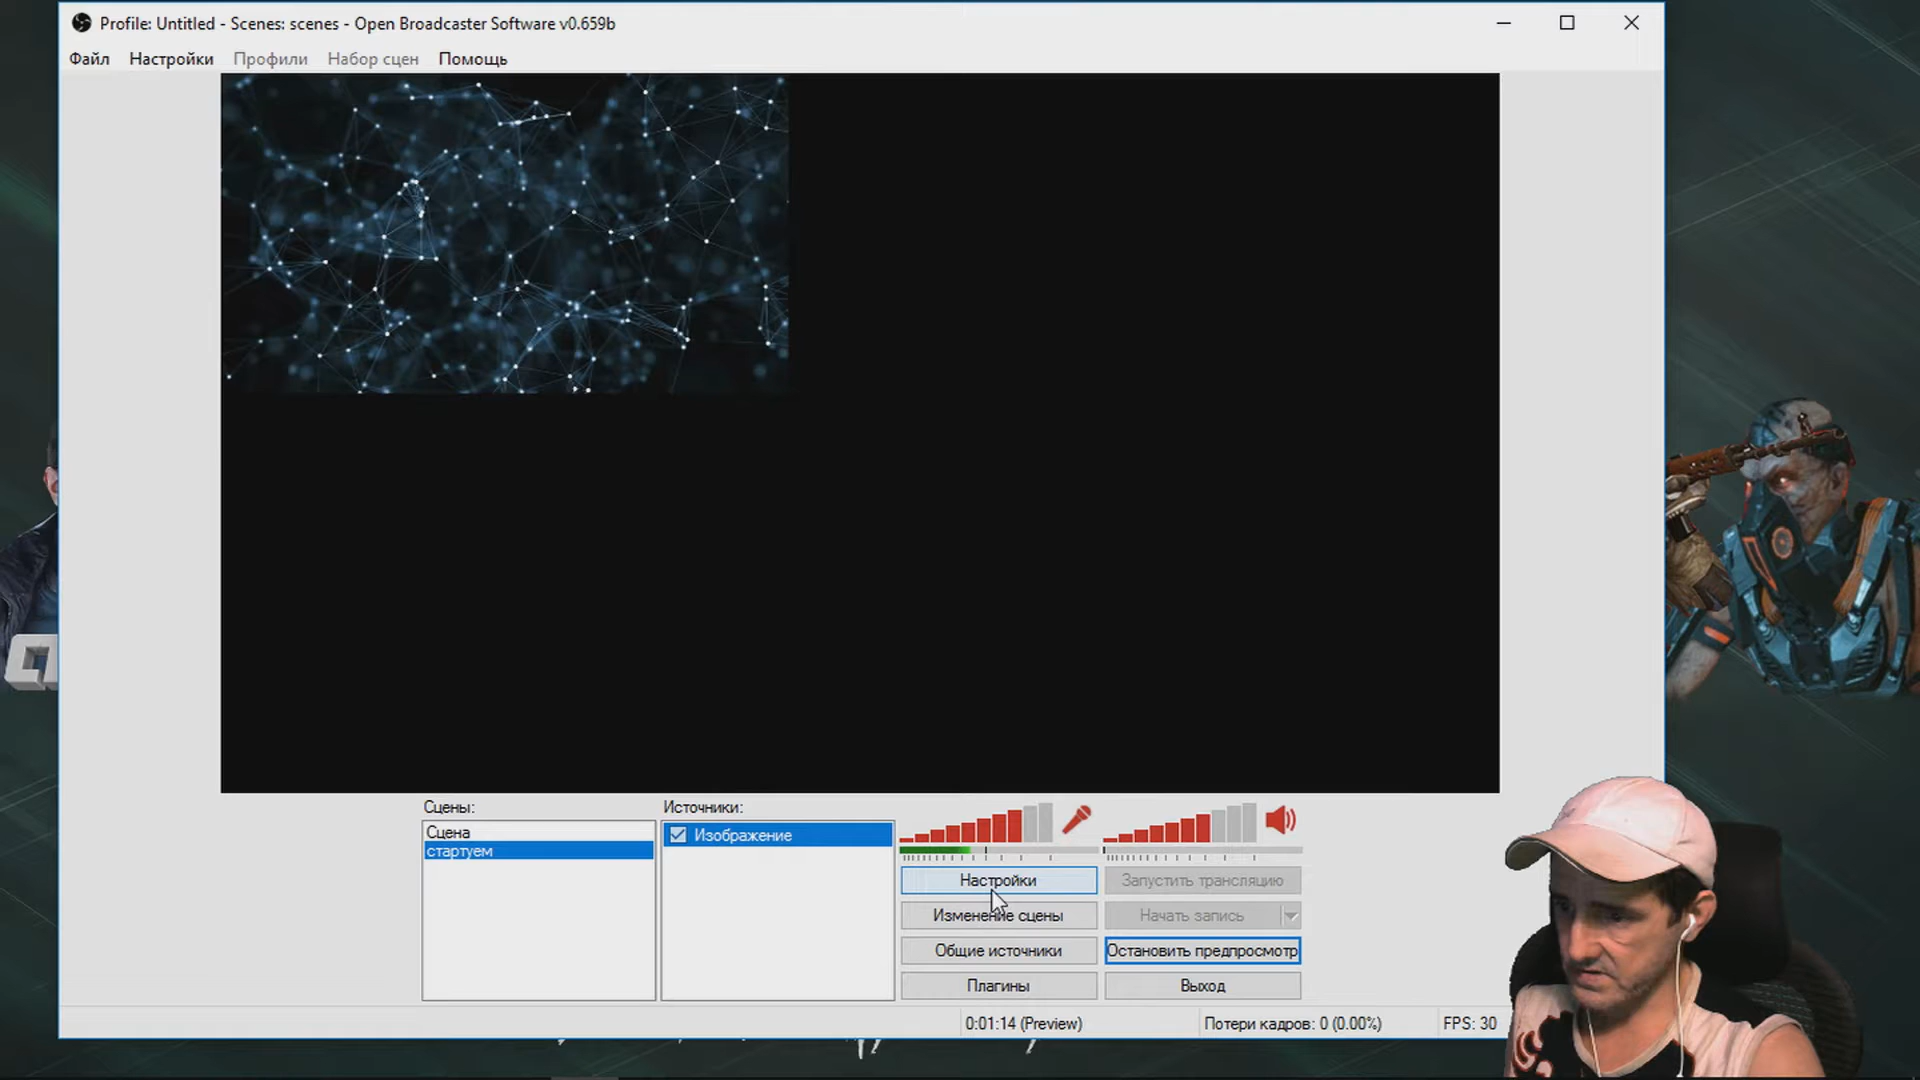 Profile: Untitled - Scenes: scenes - Open Broadcaster Software v0.659b
Файл Настройки Профили Набор сцен Помощь
Сцены:
Сцена
стартуем
Источники:
Изображение
Настройки
Запустить трансляцию
Изменение сцены
Начать запись
Общие источники
Остановить предпросмотр
Плагины
Выход
0:01:14 (Preview)
Потери кадров: 0 (0.00%)
FPS: 30